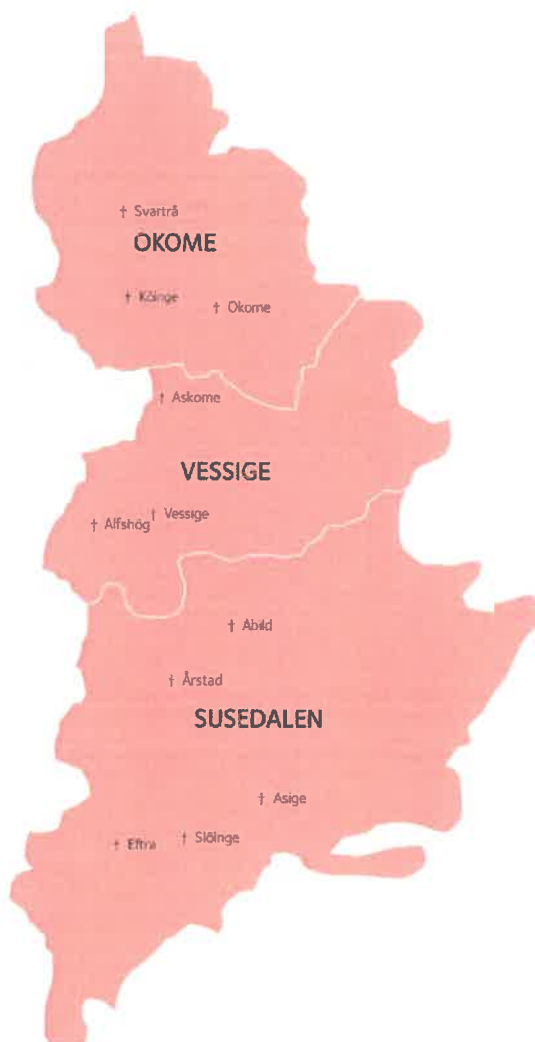 † Svartrå
OKOME
† Köinge
† Okome
† Askome
VESSIGE
† Vessige
† Alfshög
† Abild
† Årstad
SUSEDALEN
† Asige
† Slöinge
† Eftra